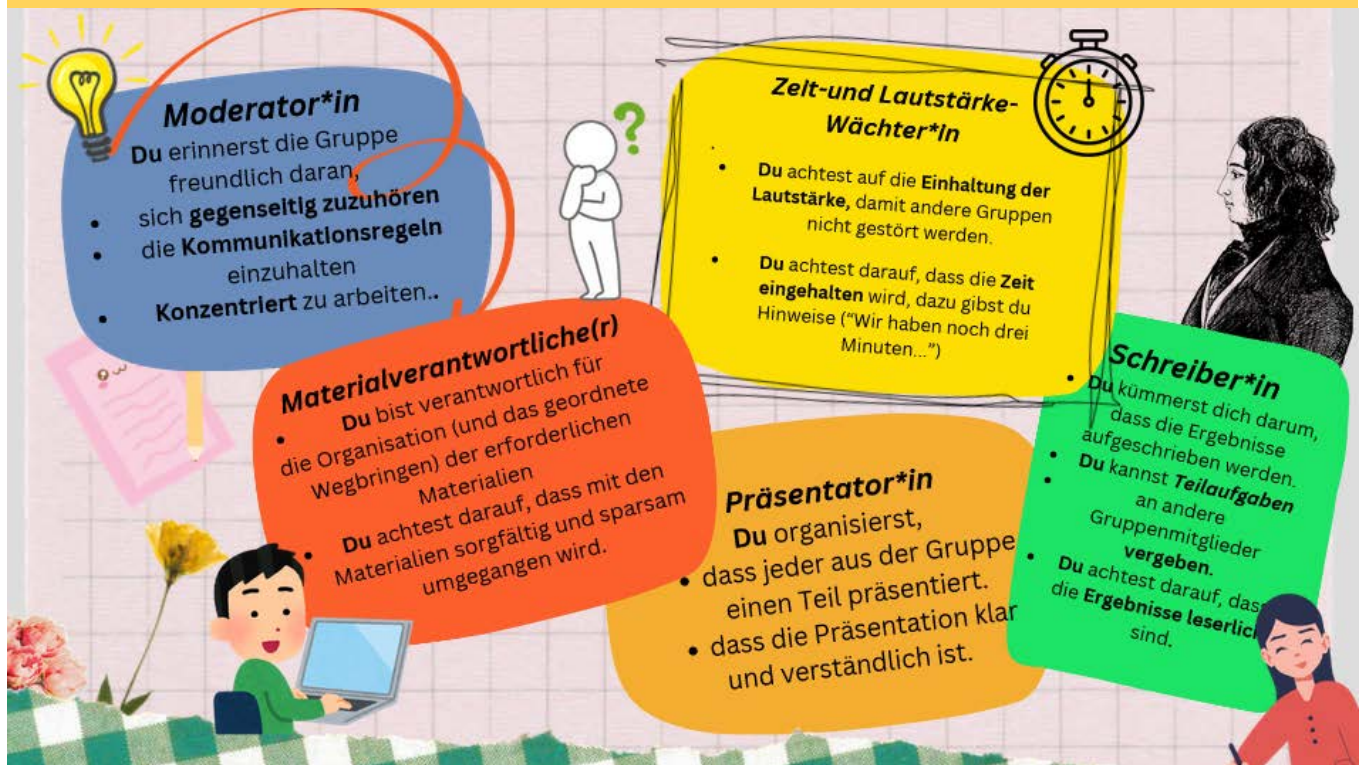 Moderator*in
Du erinnerst die Gruppe
freundlich daran,
• sich gegenseitig zuzuhören
• die Kommunikationsregeln
einzuhalten
• Konzentriert zu arbeiten..
Zeit-und Lautstärke-
Wächter*in
• Du achtest auf die Einhaltung der
Lautstärke, damit andere Gruppen
nicht gestört werden.
• Du achtest darauf, dass die Zeit
eingehalten wird, dazu gibst du
Hinweise (“Wir haben noch drei
Minuten...”)
Materialverantwortliche(r)
• Du bist verantwortlich für
die Organisation (und das geordnete
Wegbringen) der erforderlichen
Materialien
• Du achtest darauf, dass mit den
Materialien sorgfältig und sparsam
umgegangen wird.
Präsentator*in
Du organisierst,
• dass jeder aus der Gruppe
einen Teil präsentiert.
• dass die Präsentation klar
und verständlich ist.
Schreiber*in
• Du kümmerst dich darum,
dass die Ergebnisse
aufgeschrieben werden.
• Du kannst Teilaufgaben
• an andere
Gruppenmitglieder
vergeben.
• Du achtest darauf, dass
die Ergebnisse leserlich
sind.
?